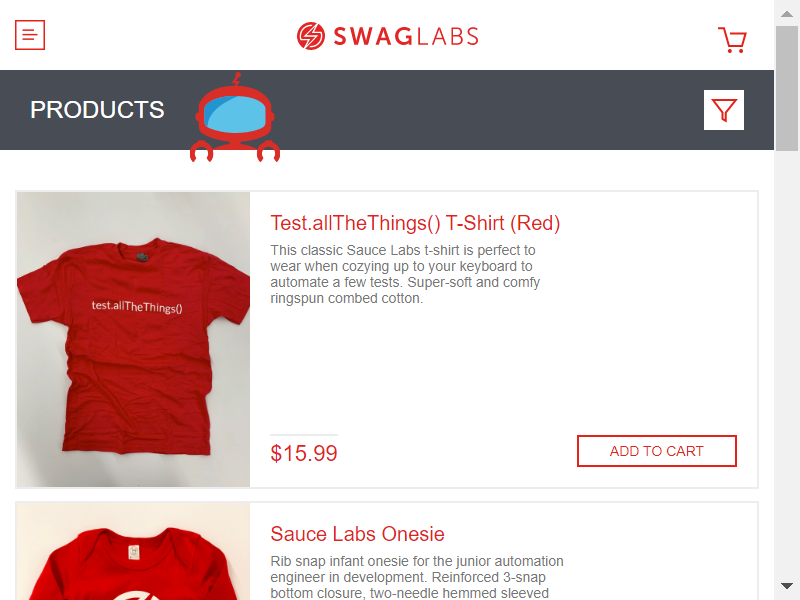 SWAGLABS
PRODUCTS
test.allTheThings()
Test.allTheThings() T-Shirt (Red)
This classic Sauce Labs t-shirt is perfect to
wear when cozying up to your keyboard to
automate a few tests. Super-soft and comfy
ringspun combed cotton.
$15.99
ADD TO CART
Sauce Labs Onesie
Rib snap infant onesie for the junior automation
engineer in development. Reinforced 3-snap
bottom closure, two-needle hemmed sleeved